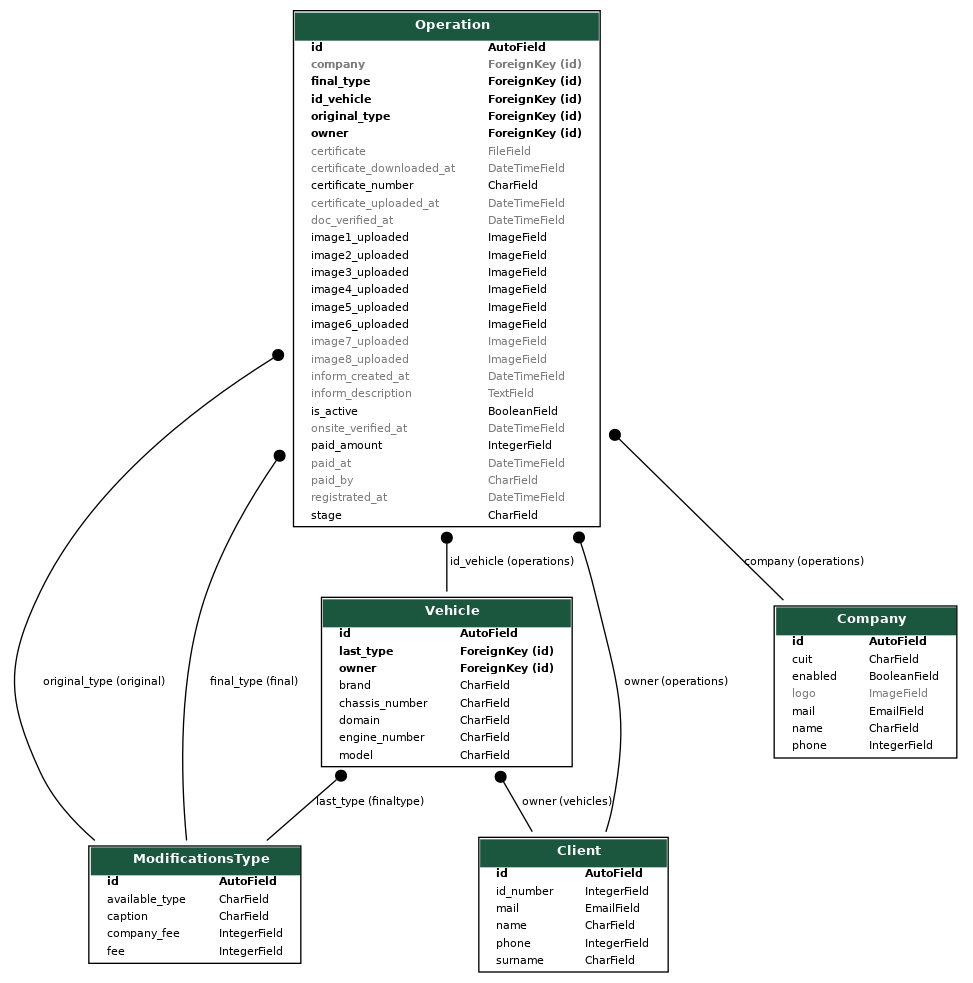 Operation
id AutoField
company ForeignKey (id)
final_type ForeignKey (id)
id_vehicle ForeignKey (id)
original_type ForeignKey (id)
owner ForeignKey (id)
certificate FileField
certificate_downloaded_at DateTimeField
certificate_number CharField
certificate_uploaded_at DateTimeField
doc_verified_at DateTimeField
image1_uploaded ImageField
image2_uploaded ImageField
image3_uploaded ImageField
image4_uploaded ImageField
image5_uploaded ImageField
image6_uploaded ImageField
image7_uploaded ImageField
image8_uploaded ImageField
inform_created_at DateTimeField
inform_description TextField
is_active BooleanField
onsite_verified_at DateTimeField
paid_amount IntegerField
paid_at DateTimeField
paid_by CharField
registrated_at DateTimeField
stage CharField
id_vehicle (operations)
company (operations)
original_type (original)
final_type (final)
owner (operations)
Vehicle
id AutoField
last_type ForeignKey (id)
owner ForeignKey (id)
brand CharField
chassis_number CharField
domain CharField
engine_number CharField
model CharField
Company
id AutoField
cuit CharField
enabled BooleanField
logo ImageField
mail EmailField
name CharField
phone IntegerField
last_type (finaltype)
owner (vehicles)
ModificationsType
id AutoField
available_type CharField
caption CharField
company_fee IntegerField
fee IntegerField
Client
id AutoField
id_number IntegerField
mail EmailField
name CharField
phone IntegerField
surname CharField